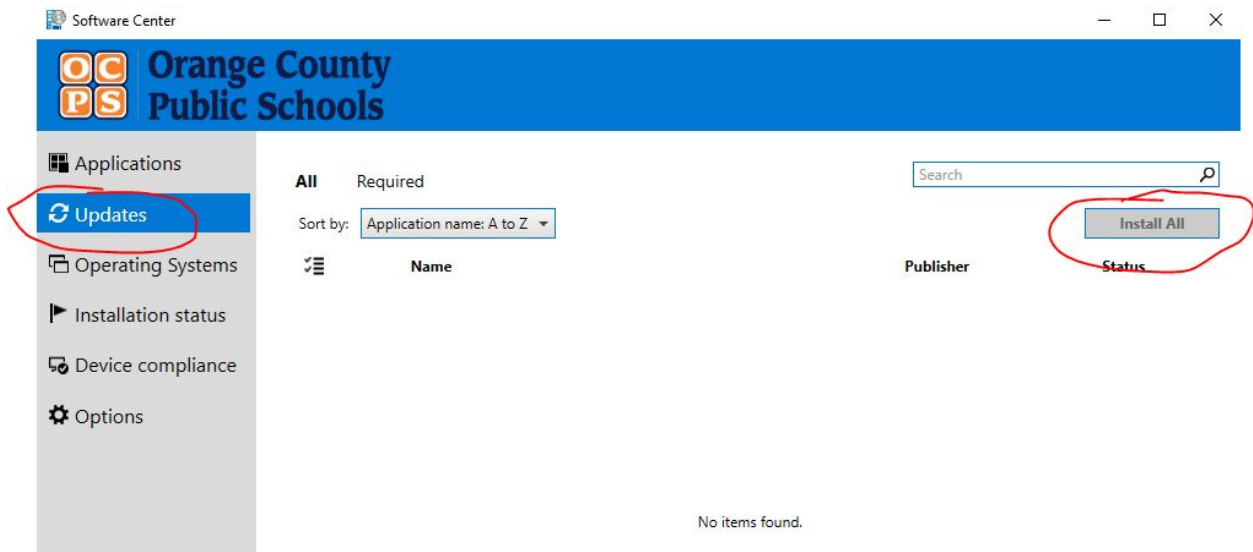 Software Center
OC
PS
Orange County
Public Schools
Applications
Updates
Operating Systems
Installation status
Device compliance
Options
All Required
Search
Sort by: Application name: A to Z
Install All
Name Publisher Status
No items found.